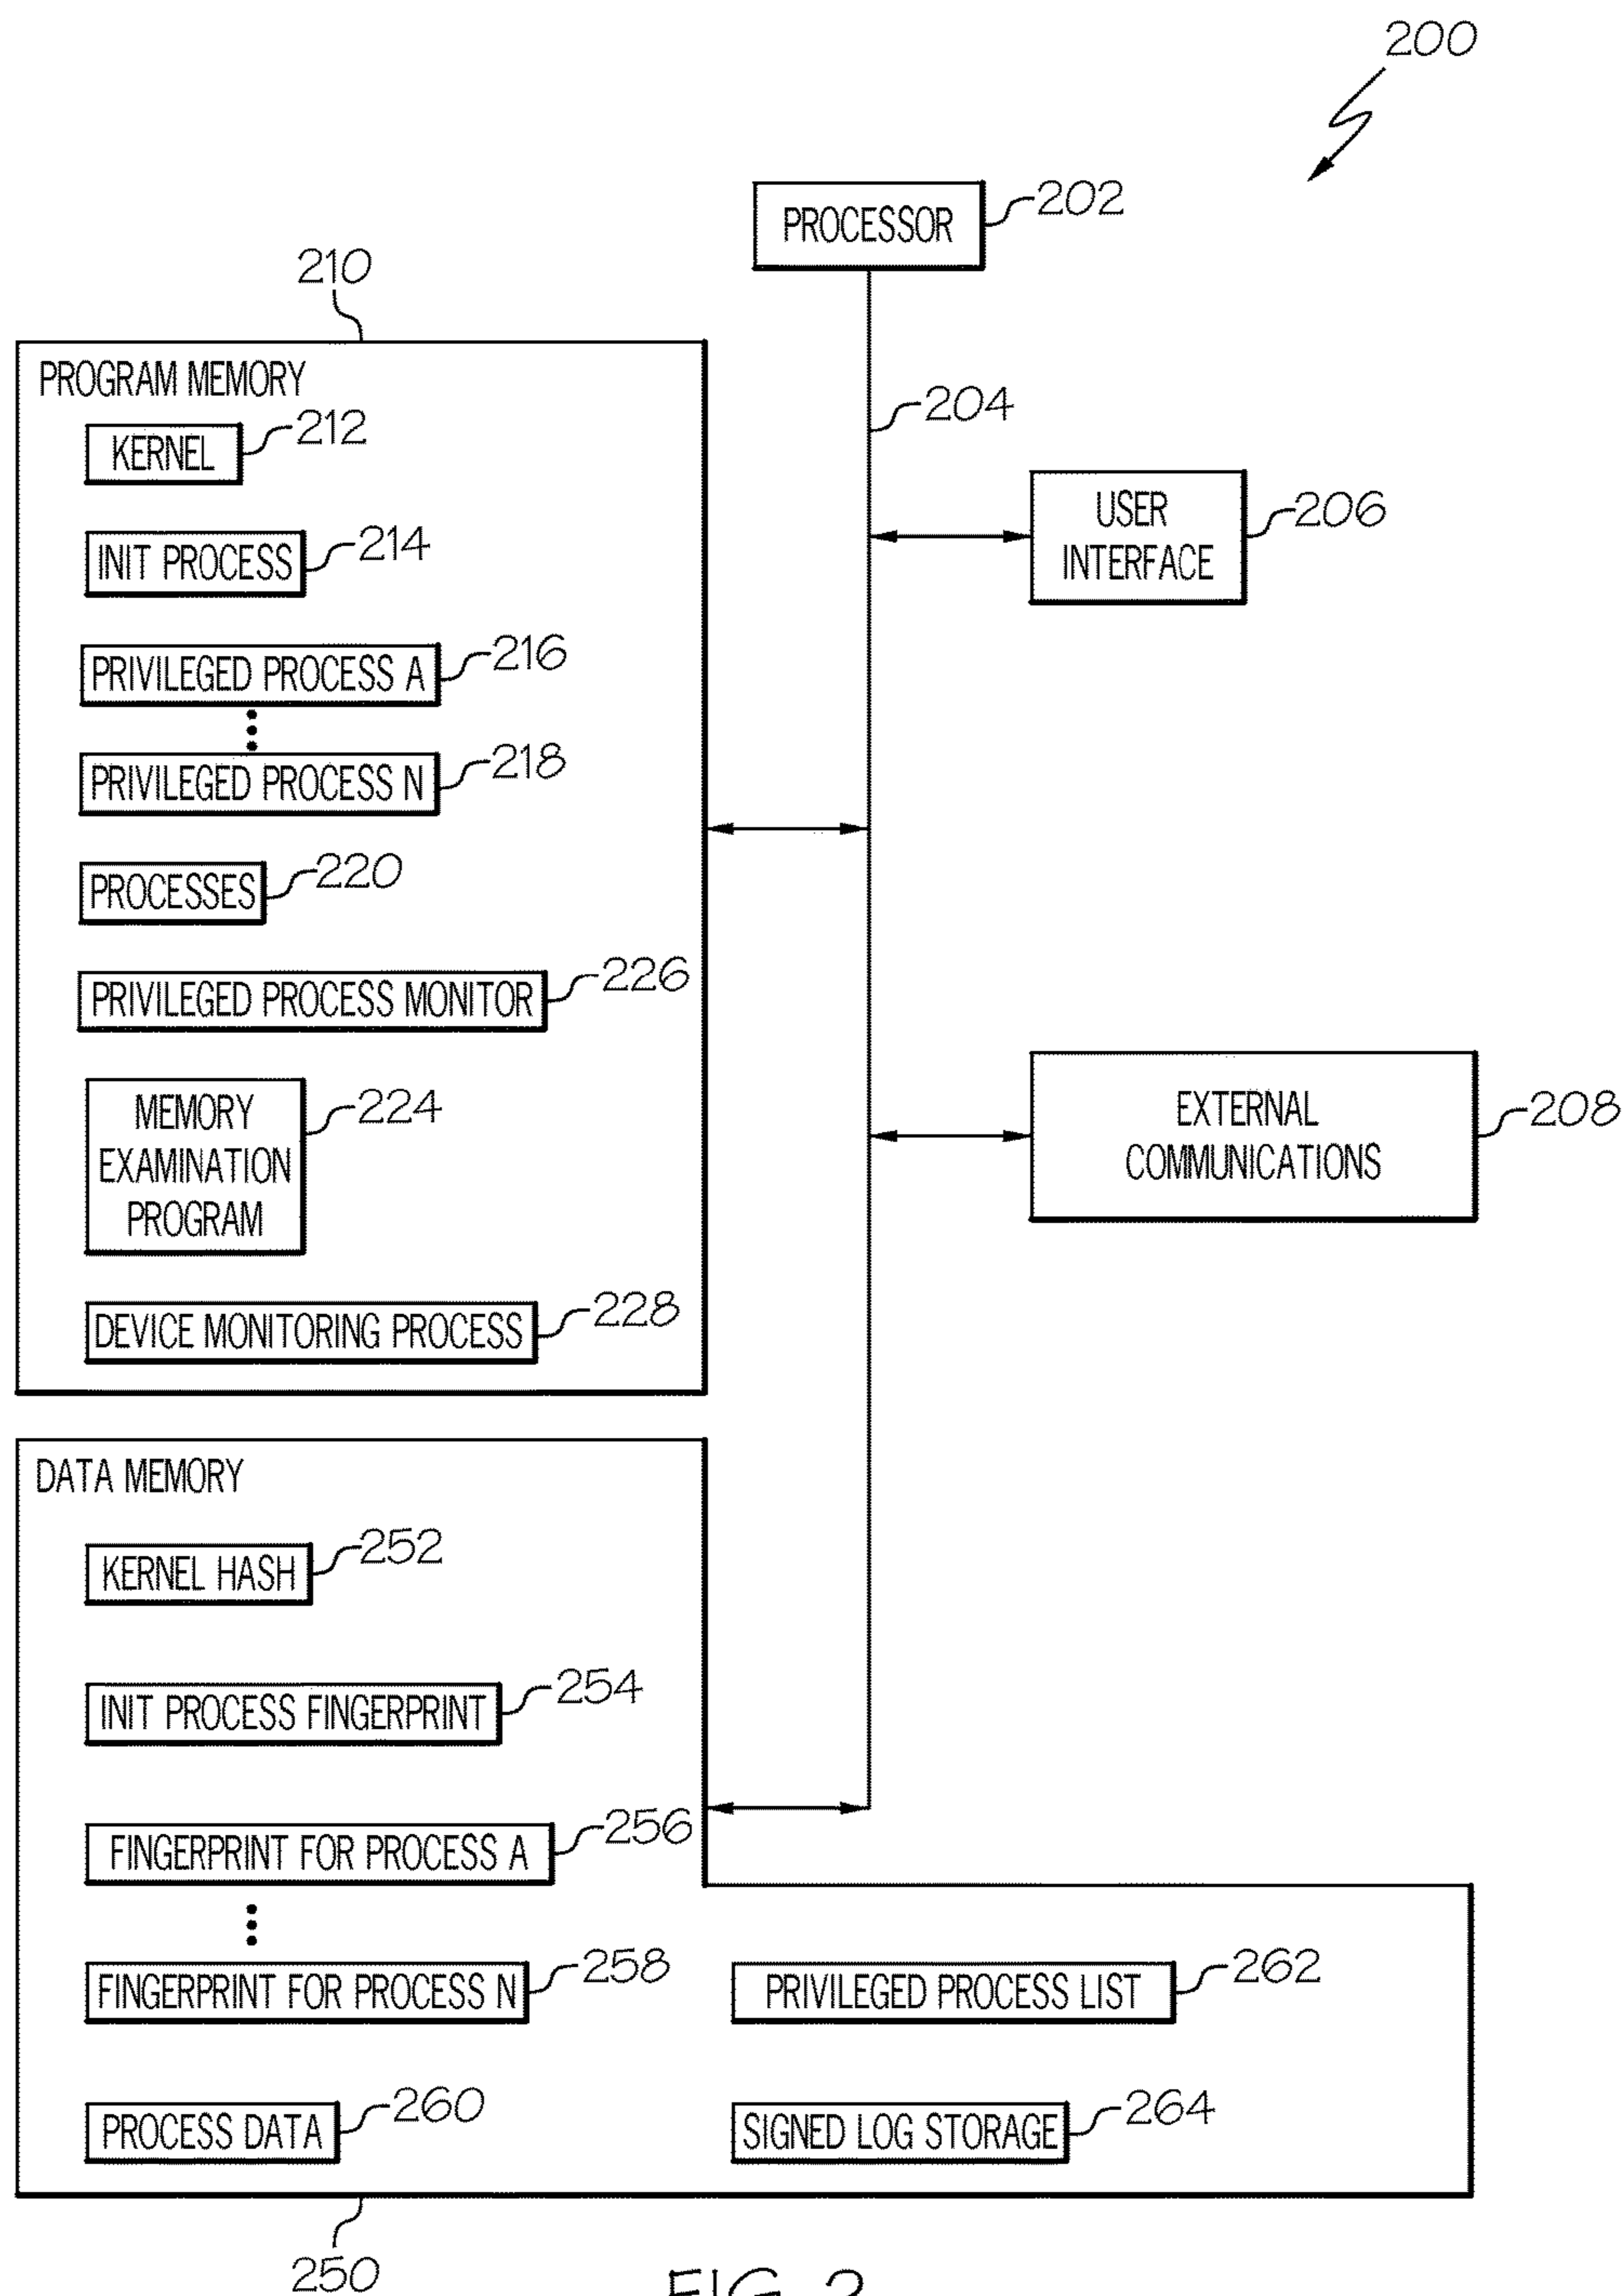 200
PROCESSOR
202
210
PROGRAM MEMORY
204
KERNEL
212
USER
INTERFACE
206
INIT PROCESS
214
PRIVILEGED PROCESS A
216
PRIVILEGED PROCESS N
218
PROCESSES
220
PRIVILEGED PROCESS MONITOR
226
MEMORY
EXAMINATION
PROGRAM
224
EXTERNAL
COMMUNICATIONS
208
DEVICE MONITORING PROCESS
228
DATA MEMORY
KERNEL HASH
252
INIT PROCESS FINGERPRINT
254
FINGERPRINT FOR PROCESS A
256
FINGERPRINT FOR PROCESS N
258
PRIVILEGED PROCESS LIST
262
PROCESS DATA
260
SIGNED LOG STORAGE
264
250
FIG. 2